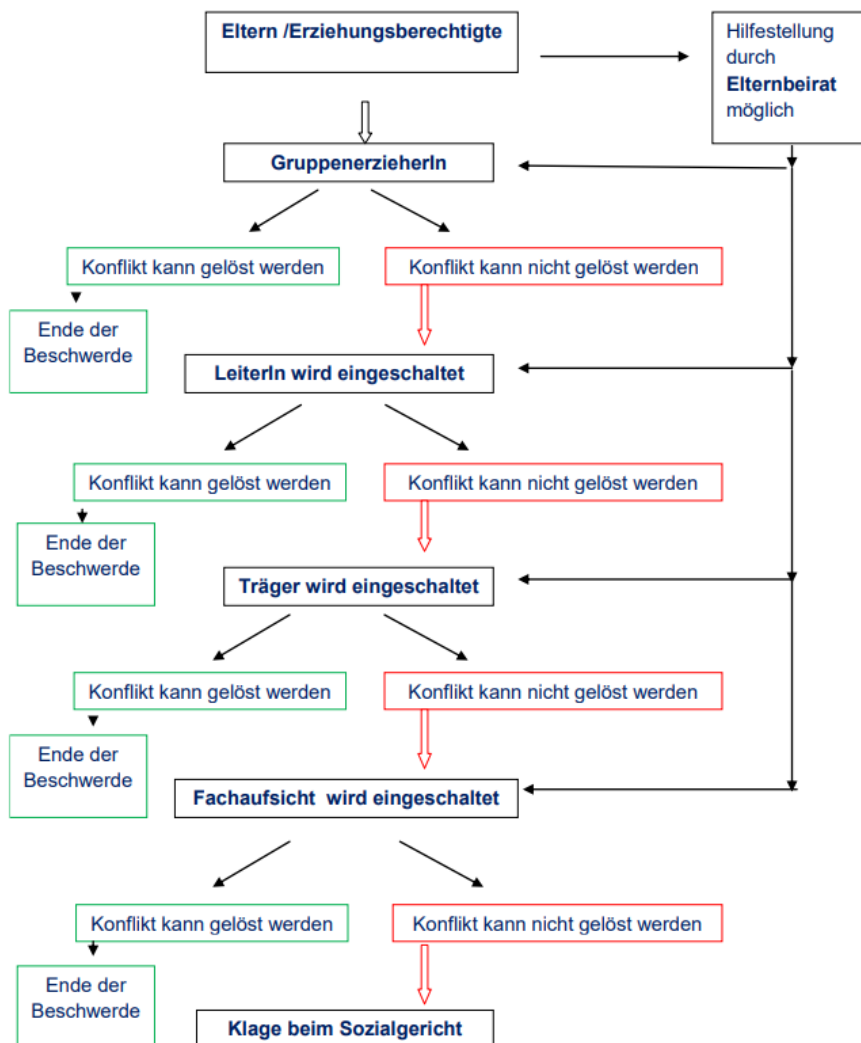 Eltern /Erziehungsberechtigte
Hilfestellung
durch
Elternbeirat
möglich
GruppenerzieherIn
Konflikt kann gelöst werden
Konflikt kann nicht gelöst werden
Ende der
Beschwerde
LeiterIn wird eingeschaltet
Konflikt kann gelöst werden
Konflikt kann nicht gelöst werden
Ende der
Beschwerde
Träger wird eingeschaltet
Konflikt kann gelöst werden
Konflikt kann nicht gelöst werden
Ende der
Beschwerde
Fachaufsicht wird eingeschaltet
Konflikt kann gelöst werden
Konflikt kann nicht gelöst werden
Ende der
Beschwerde
Klage beim Sozialgericht